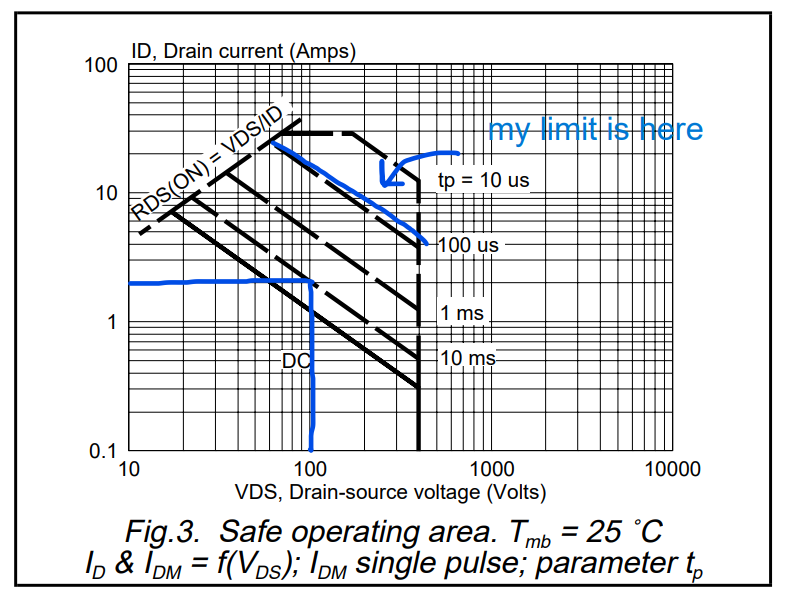 ID, Drain current (Amps)
100
my limit is here
RDS(ON) = VDS/ID
tp = 10 us
10
100 us
1 ms
1
DC
10 ms
0.1
10 100 1000 10000
VDS, Drain-source voltage (Volts)
Fig.3. Safe operating area. Tmb = 25 ˚C
ID & IDM = f(VDS); IDM single pulse; parameter tp